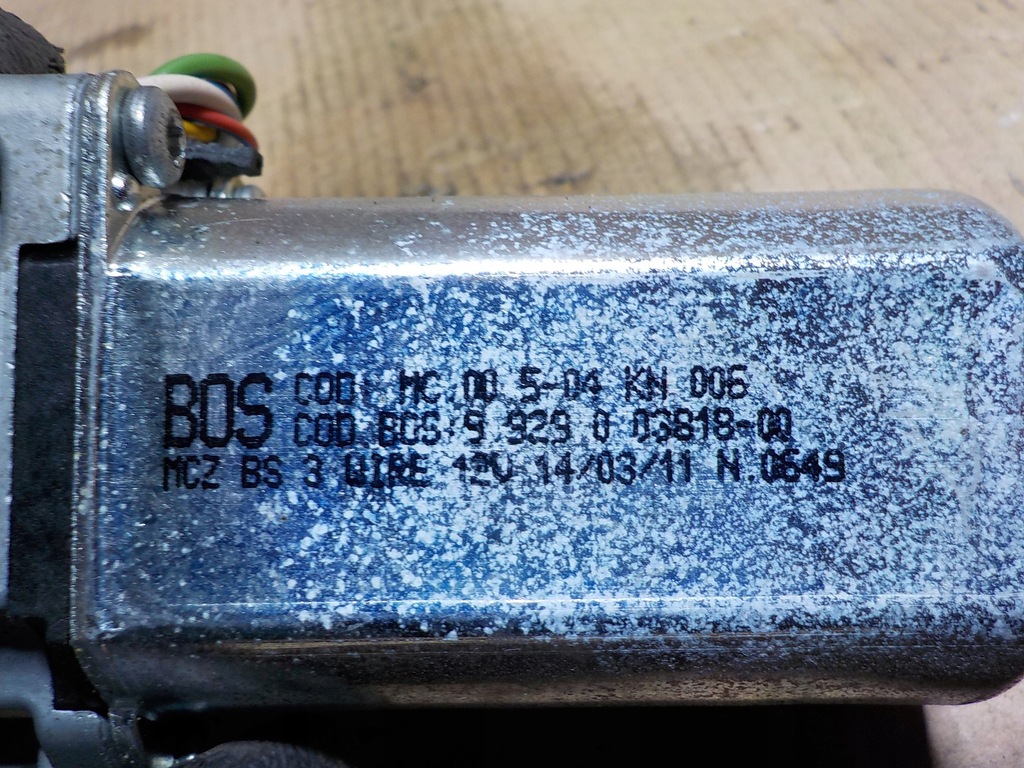 BOS COD. MC 00 5-04 KN 006
COD.BOS 9 929 0 03818-00
MCZ BS 3 WIRE 12V 14/03/11 N.0649